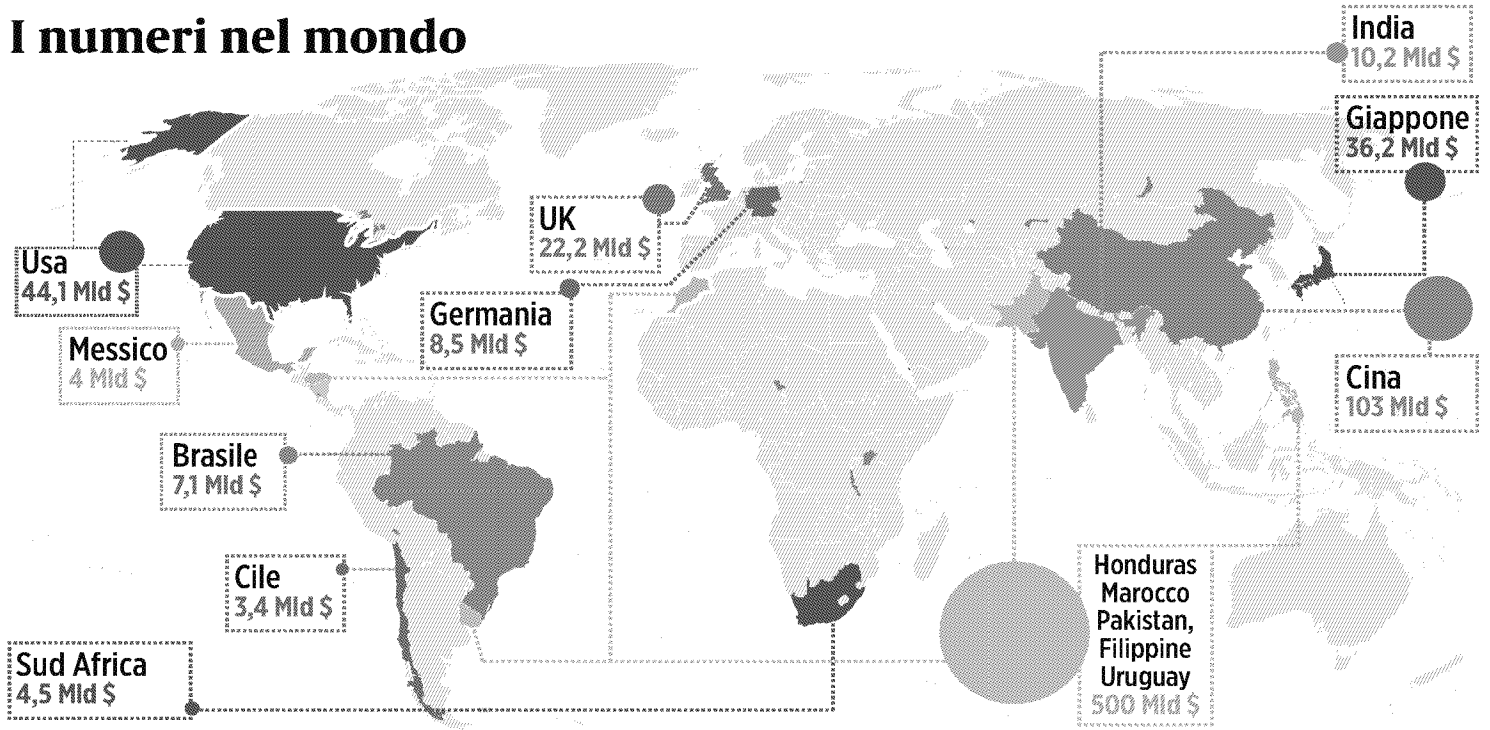 I numeri nel mondo
India
10,2 Mld $
Giappone
36,2 Mld $
UK
22,2 Mld $
Usa
44,1 Mld $
Germania
8,5 Mld $
Messico
4 Mld $
Cina
103 Mld $
Brasile
7,1 Mld $
Cile
3,4 Mld $
Honduras
Marocco
Pakistan,
Filippine
Uruguay
500 Mld $
Sud Africa
4,5 Mld $